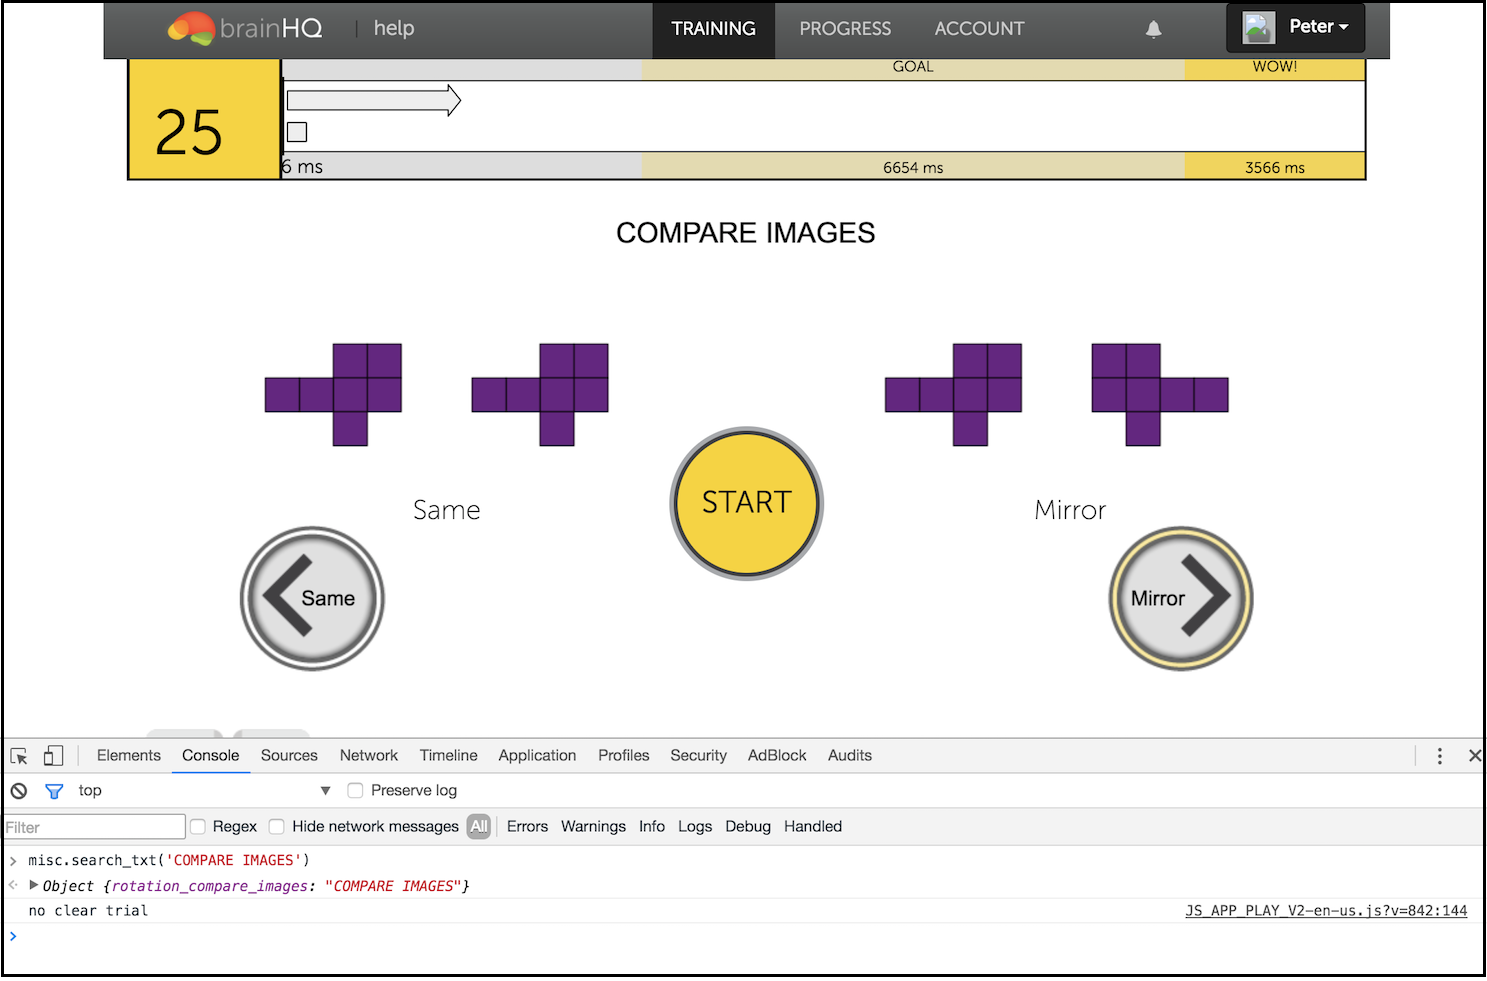 brainHQ help TRAINING PROGRESS ACCOUNT Peter
GOAL WOW!
25
6 ms 6654 ms 3566 ms
COMPARE IMAGES
START
Same Mirror
Same Mirror
Elements Console Sources Network Timeline Application Profiles Security AdBlock Audits
top Preserve log
Filter Regex Hide network messages All Errors Warnings Info Logs Debug Handled
misc.search_txt('COMPARE IMAGES')
Object {rotation_compare_images: "COMPARE IMAGES"}
no clear trial JS_APP_PLAY_V2-en-us.js?v=842:144